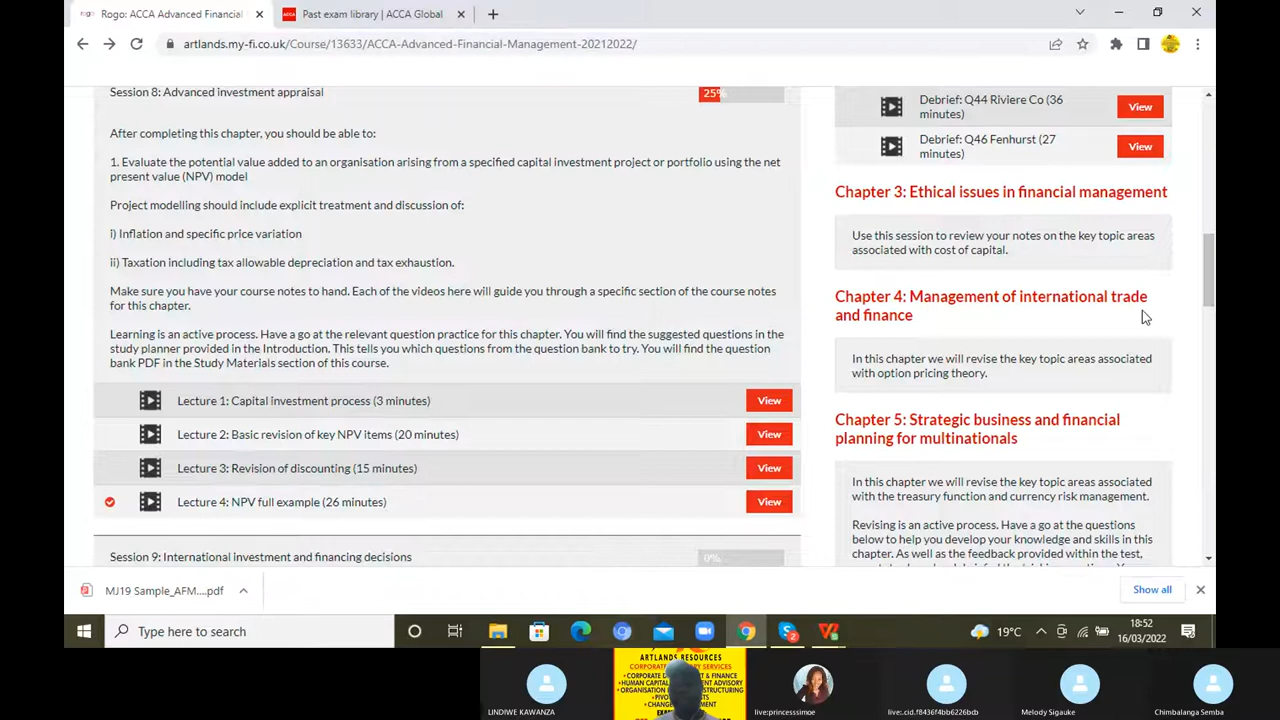 Rogo: ACCA Advanced Financial
Past exam library | ACCA Global
artlands.my-fi.co.uk/Course/13633/ACCA-Advanced-Financial-Management-20212022/
Session 8: Advanced investment appraisal
25%
After completing this chapter, you should be able to:
1. Evaluate the potential value added to an organisation arising from a specified capital investment project or portfolio using the net
present value (NPV) model
Project modelling should include explicit treatment and discussion of:
i) Inflation and specific price variation
ii) Taxation including tax allowable depreciation and tax exhaustion.
Make sure you have your course notes to hand. Each of the videos here will guide you through a specific section of the course notes
for this chapter.
Learning is an active process. Have a go at the relevant question practice for this chapter. You will find the suggested questions in the
study planner provided in the Introduction. This tells you which questions from the question bank to try. You will find the question
bank PDF in the Study Materials section of this course.
Lecture 1: Capital investment process (3 minutes)
View
Lecture 2: Basic revision of key NPV items (20 minutes)
View
Lecture 3: Revision of discounting (15 minutes)
View
Lecture 4: NPV full example (26 minutes)
View
Session 9: International investment and financing decisions
0%
Debrief: Q44 Riviere Co (36
minutes)
View
Debrief: Q46 Fenhurst (27
minutes)
View
Chapter 3: Ethical issues in financial management
Use this session to review your notes on the key topic areas
associated with cost of capital.
Chapter 4: Management of international trade
and finance
In this chapter we will revise the key topic areas associated
with option pricing theory.
Chapter 5: Strategic business and financial
planning for multinationals
In this chapter we will revise the key topic areas associated
with the treasury function and currency risk management.
Revising is an active process. Have a go at the questions
below to help you develop your knowledge and skills in this
chapter. As well as the feedback provided within the test,
MJ19 Sample_AFM....pdf
Show all
Type here to search
19°C
18:52
16/03/2022
ARTLANDS RESOURCES
LINDIWE KAWANZA
live:princesssimoe
live:.cid.f8436f4bb6226bcb
Melody Sigauke
Chimbalanga Semba